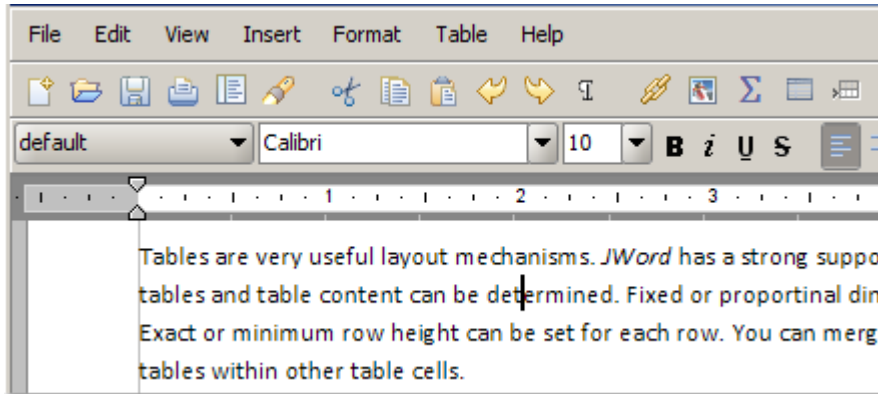 File Edit View Insert Format Table Help
default Calibri 10 B i U S
1 2 3
Tables are very useful layout mechanisms. JWord has a strong suppo
tables and table content can be determined. Fixed or proportinal din
Exact or minimum row height can be set for each row. You can merg
tables within other table cells.